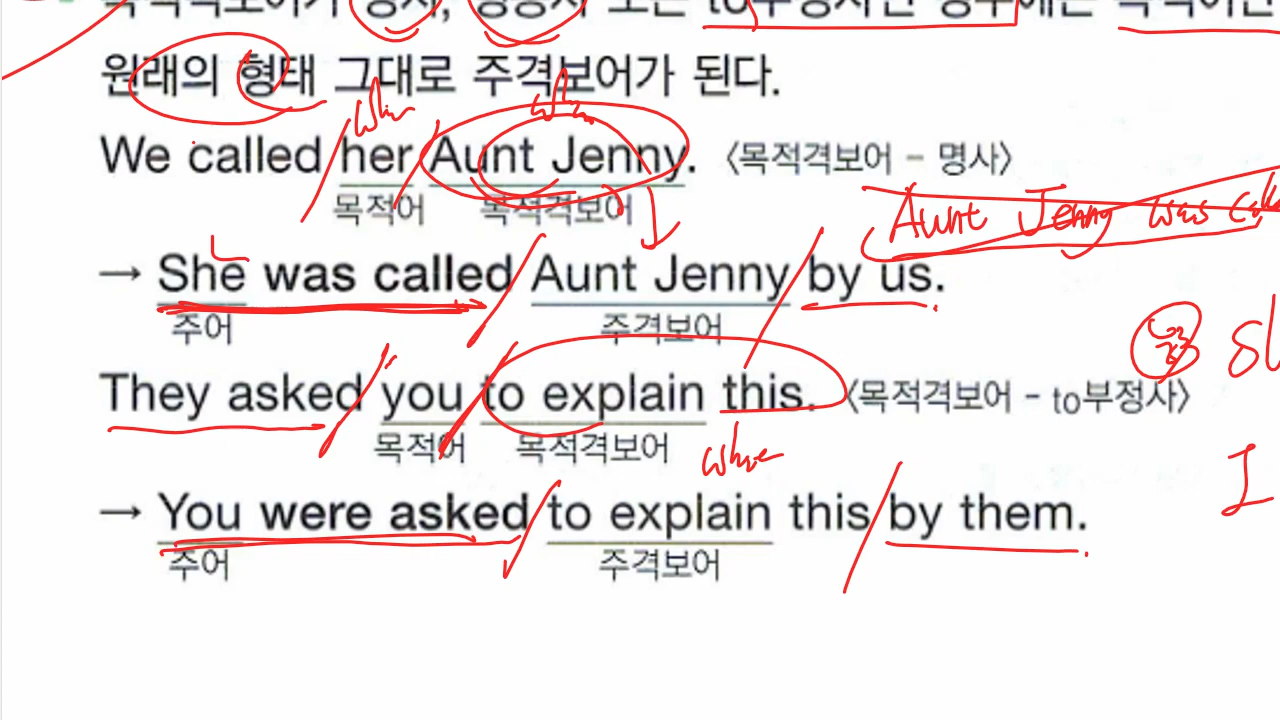 원래의 형태 그대로 주격보어가 된다.
We called her Aunt Jenny. 〈목적격보어 - 명사〉
목적어 목적격보어
Aunt Jenny was
→ She was called Aunt Jenny by us.
주어 주격보어
They asked you to explain this. 〈목적격보어 - to부정사〉
목적어 목적격보어
→ You were asked to explain this by them.
I
주어 주격보어